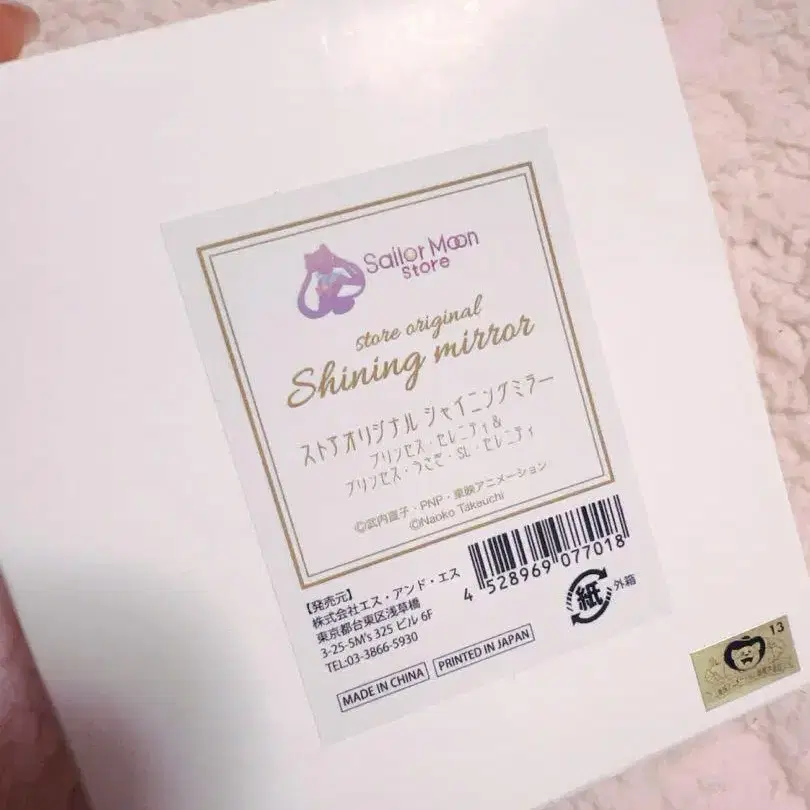 Sailor Moon
store
store original
Shining mirror
ストアオリジナル シャイニングミラー
プリンセス・セレニティ&
プリンセス・うさぎ・SL・セレニティ
©武内直子・PNP・東映アニメーション
©Naoko Takeuchi
【発売元】
株式会社エス・アンド・エス
東京都台東区浅草橋
3-25-5M's 325 ビル 6F
TEL:03-3866-5930
4 528969 077018
紙 外箱
MADE IN CHINA
PRINTED IN JAPAN
13